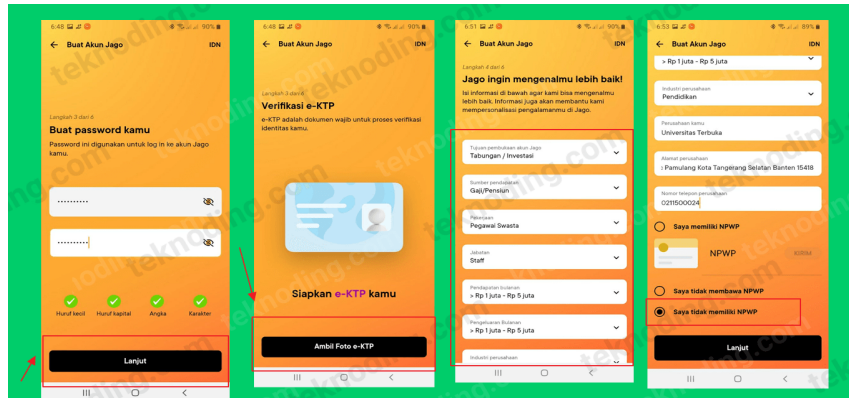 6:48
90%
Buat Akun Jago
IDN
Langkah 3 dari 6
Buat password kamu
Password ini digunakan untuk log in ke akun Jago
kamu.
Huruf kecil
Huruf kapital
Angka
Karakter
Lanjut
6:48
90%
Buat Akun Jago
IDN
Langkah 3 dari 6
Verifikasi e-KTP
e-KTP adalah dokumen wajib untuk proses verifikasi
identitas kamu.
Siapkan e-KTP kamu
Ambil Foto e-KTP
6:51
90%
Buat Akun Jago
IDN
Langkah 4 dari 6
Jago ingin mengenalmu lebih baik!
Isi informasi di bawah agar kami bisa mengenalmu
lebih baik. Informasi juga akan membantu kami
mempersonalisasi pengalamanmu di Jago.
Tujuan pembukaan akun Jago
Tabungan / Investasi
Sumber pendapatan
Gaji/Pensiun
Pekerjaan
Pegawai Swasta
Jabatan
Staff
Pendapatan bulanan
> Rp 1 juta - Rp 5 juta
Pengeluaran Bulanan
> Rp 1 juta - Rp 5 juta
Industri perusahaan
6:53
89%
Buat Akun Jago
IDN
> Rp 1 juta - Rp 5 juta
Industri perusahaan
Pendidikan
Perusahaan kamu
Universitas Terbuka
Alamat perusahaan
: Pamulang Kota Tangerang Selatan Banten 15418
Nomor telepon perusahaan
0211500024
Saya memiliki NPWP
NPWP
Saya tidak membawa NPWP
Saya tidak memiliki NPWP
Lanjut
teknoding.com